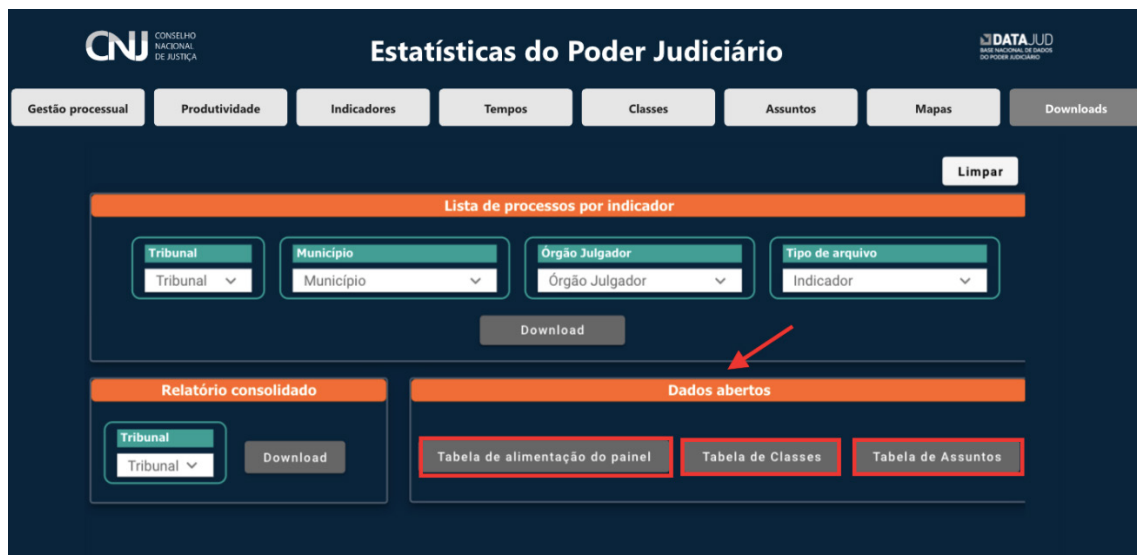 CNJ
CONSELHO
NACIONAL
DE JUSTIÇA
Estatísticas do Poder Judiciário
DATAJUD
BASE NACIONAL DE DADOS
DO PODER JUDICIÁRIO
Gestão processual
Produtividade
Indicadores
Tempos
Classes
Assuntos
Mapas
Downloads
Limpar
Lista de processos por indicador
Tribunal
Município
Órgão Julgador
Tipo de arquivo
Tribunal
Município
Órgão Julgador
Indicador
Download
Relatório consolidado
Dados abertos
Tribunal
Tribunal
Download
Tabela de alimentação do painel
Tabela de Classes
Tabela de Assuntos